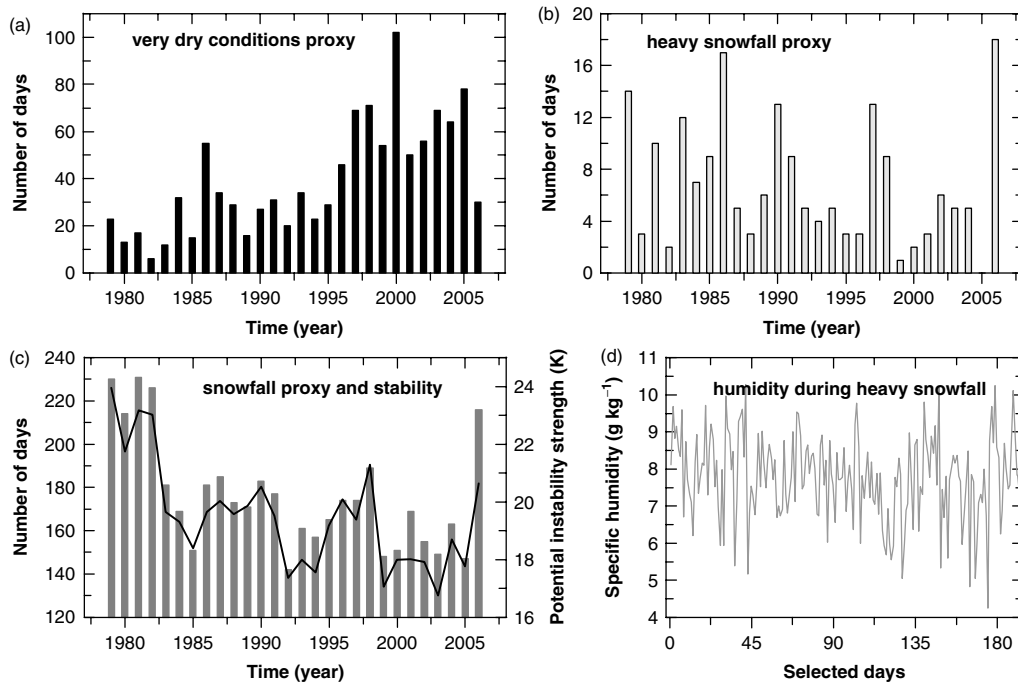 (a)
very dry conditions proxy
Number of days
100
80
60
40
20
0
1980 1985 1990 1995 2000 2005
Time (year)
(b)
heavy snowfall proxy
Number of days
20
16
12
8
4
0
1980 1985 1990 1995 2000 2005
Time (year)
(c)
snowfall proxy and stability
Number of days
240
220
200
180
160
140
120
Potential instability strength (K)
24
22
20
18
16
1980 1985 1990 1995 2000 2005
Time (year)
(d)
humidity during heavy snowfall
Specific humidity (g kg⁻¹)
11
10
9
8
7
6
5
4
0 45 90 135 180
Selected days